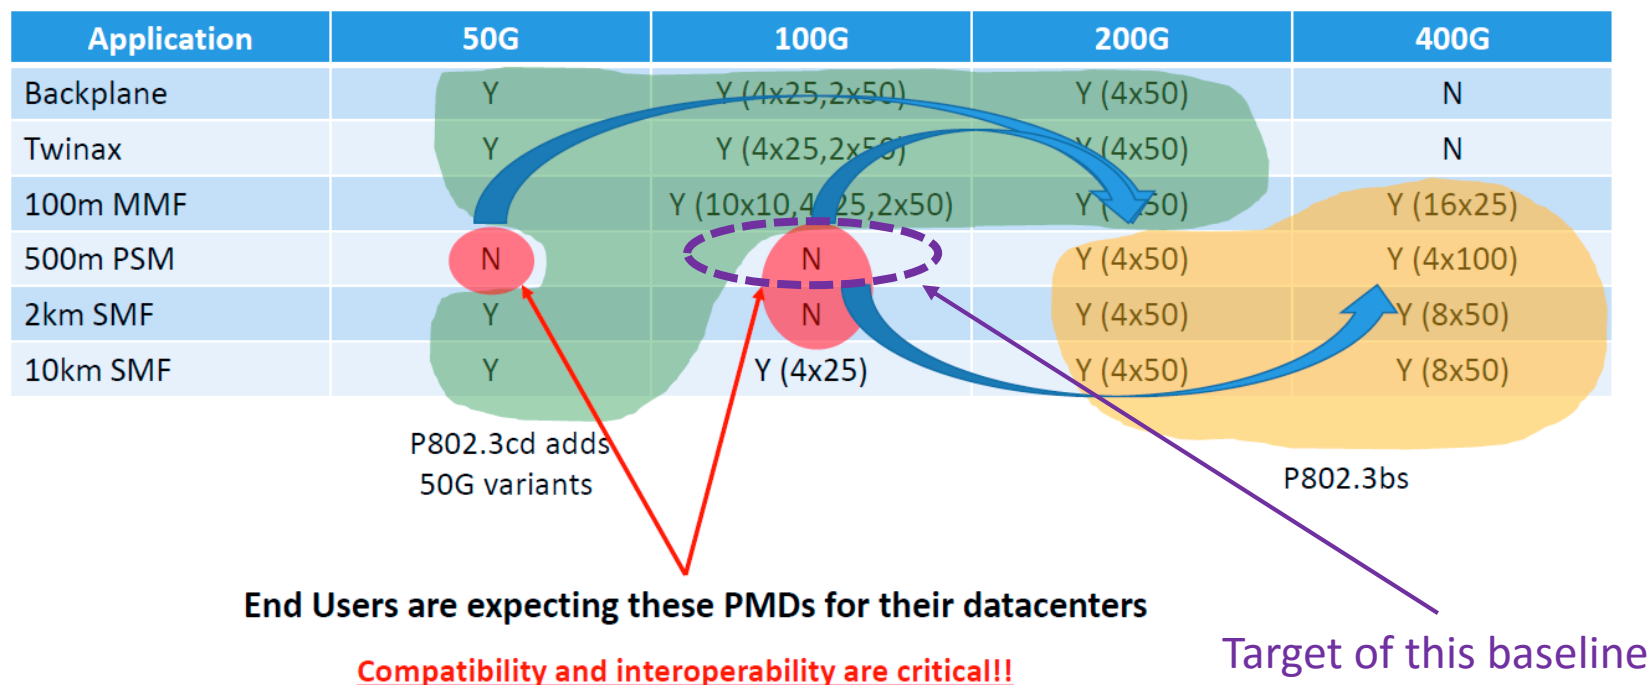 Application 50G 100G 200G 400G
Backplane Y Y (4x25,2x50) Y (4x50) N
Twinax Y Y (4x25,2x50) Y (4x50) N
100m MMF Y (10x10,4x25,2x50) Y (4x50) Y (16x25)
500m PSM N N Y (4x50) Y (4x100)
2km SMF Y N Y (4x50) Y (8x50)
10km SMF Y Y (4x25) Y (4x50) Y (8x50)
P802.3cd adds
50G variants
P802.3bs
End Users are expecting these PMDs for their datacenters
Target of this baseline
Compatibility and interoperability are critical!!